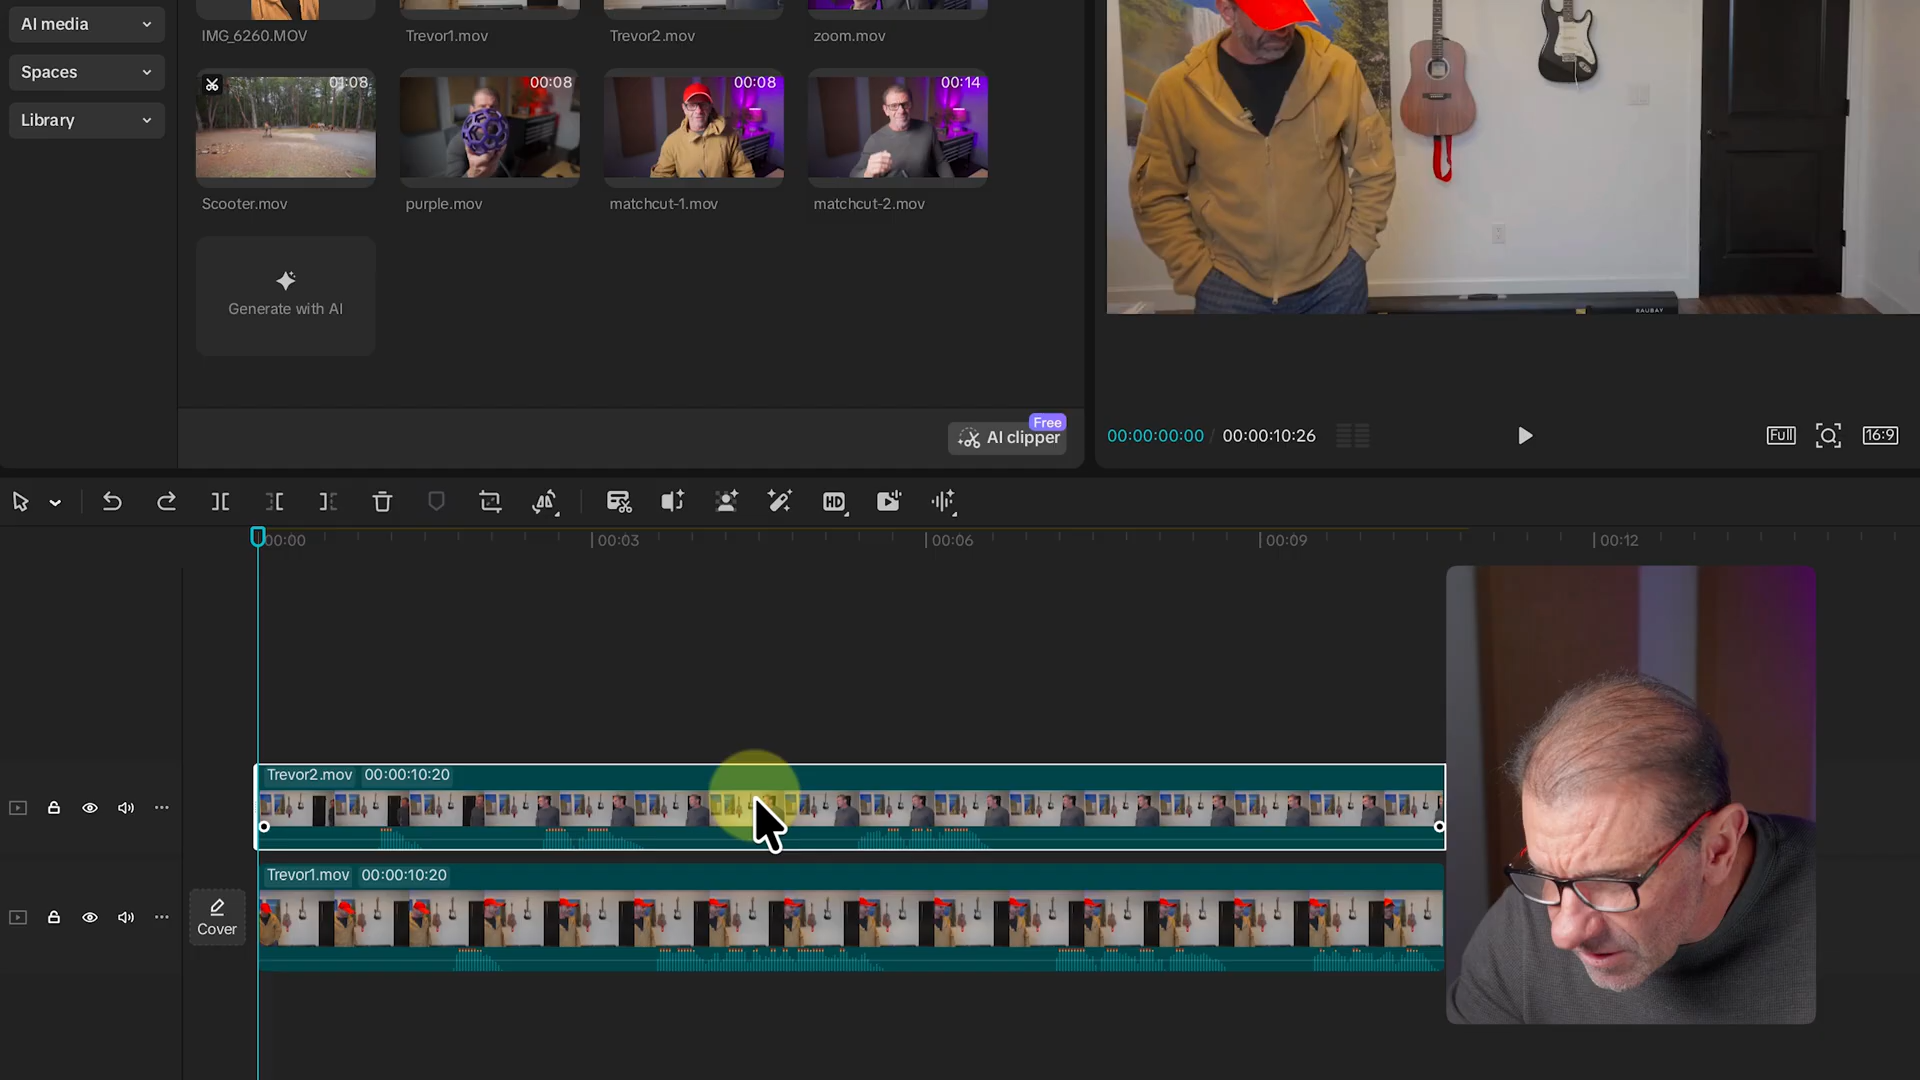 AI media
Spaces
Library
IMG_6260.MOV
Trevor1.mov
Trevor2.mov
zoom.mov
01:08
00:08
00:08
00:14
Scooter.mov
purple.mov
matchcut-1.mov
matchcut-2.mov
Generate with AI
Free
AI clipper
RAUBAY
00:00:00:00 / 00:00:10:26
Full
16:9
HD
00:00
00:03
00:06
00:09
00:12
Trevor2.mov 00:00:10:20
Trevor1.mov 00:00:10:20
Cover